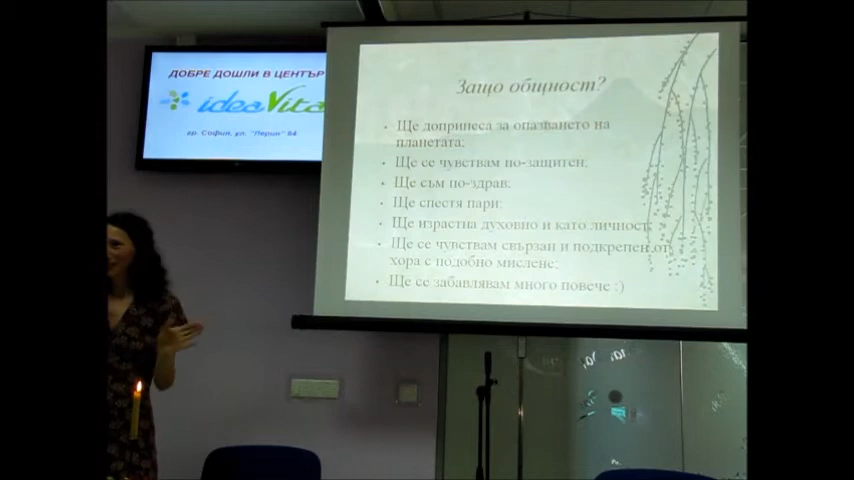 ДОБРЕ ДОШЛИ В ЦЕНТЪР
ideaVita
гр. София, ул. "Перник" 84
Защо общност?
• Ще допринеса за опазването на
планетата;
• Ще се чувствам по-защитен;
• Ще съм по-здрав;
• Ще спестя пари;
• Ще израстна духовно и като личност;
• Ще се чувствам свързан и подкрепен от
хора с подобно мислене;
• Ще се забавлявам много повече :)